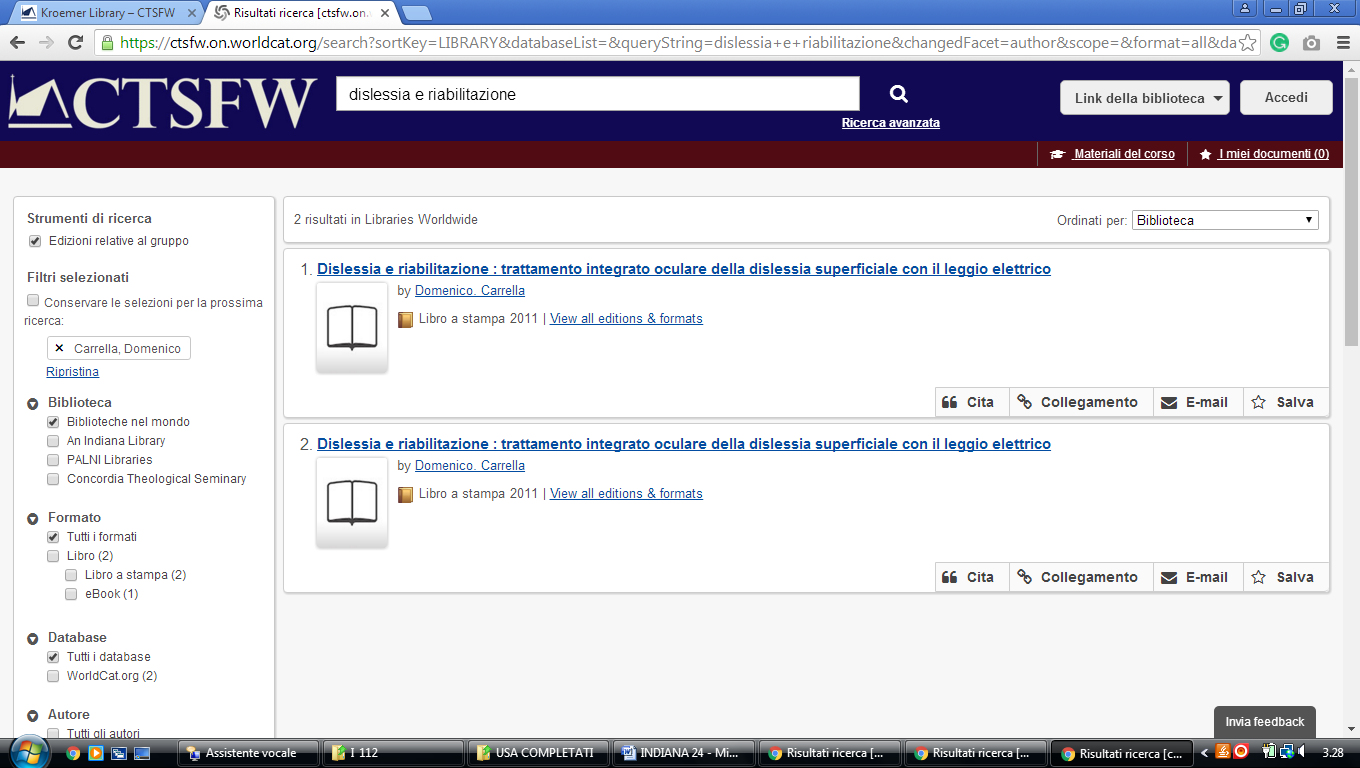 Kroemer Library – CTSFW
Risultati ricerca [ctsfw.on.
https://ctsfw.on.worldcat.org/search?sortKey=LIBRARY&databaseList=&queryString=dislessia+e+riabilitazione&changedFacet=author&scope=&format=all&da
CTSFW
dislessia e riabilitazione
Ricerca avanzata
Link della biblioteca
Accedi
Materiali del corso
I miei documenti (0)
Strumenti di ricerca
Edizioni relative al gruppo
Filtri selezionati
Conservare le selezioni per la prossima
ricerca:
Carrella, Domenico
Ripristina
Biblioteca
Biblioteche nel mondo
An Indiana Library
PALNI Libraries
Concordia Theological Seminary
Formato
Tutti i formati
Libro (2)
Libro a stampa (2)
eBook (1)
Database
Tutti i database
WorldCat.org (2)
Autore
Tutti gli autori
2 risultati in Libraries Worldwide
Ordinati per: Biblioteca
1. Dislessia e riabilitazione : trattamento integrato oculare della dislessia superficiale con il leggio elettrico
by Domenico. Carrella
Libro a stampa 2011 | View all editions & formats
Cita Collegamento E-mail Salva
2. Dislessia e riabilitazione : trattamento integrato oculare della dislessia superficiale con il leggio elettrico
by Domenico. Carrella
Libro a stampa 2011 | View all editions & formats
Cita Collegamento E-mail Salva
Invia feedback
Assistente vocale
I 112
USA COMPLETATI
INDIANA 24 - Mi...
Risultati ricerca [...
Risultati ricerca [...
Risultati ricerca [c...
3.28